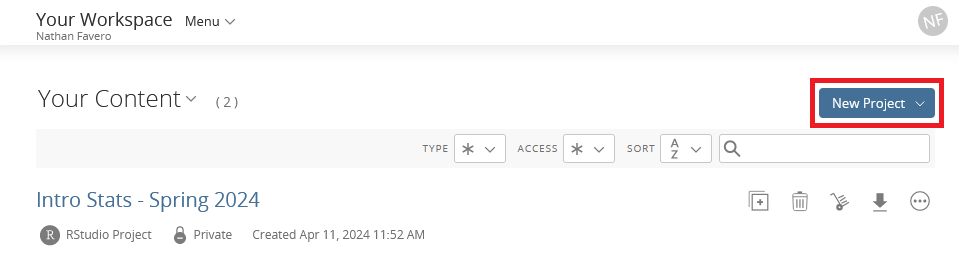 Your Workspace Menu
Nathan Favero
NF
Your Content ( 2 )
New Project
TYPE * ACCESS * SORT A Z
Intro Stats - Spring 2024
R RStudio Project Private Created Apr 11, 2024 11:52 AM